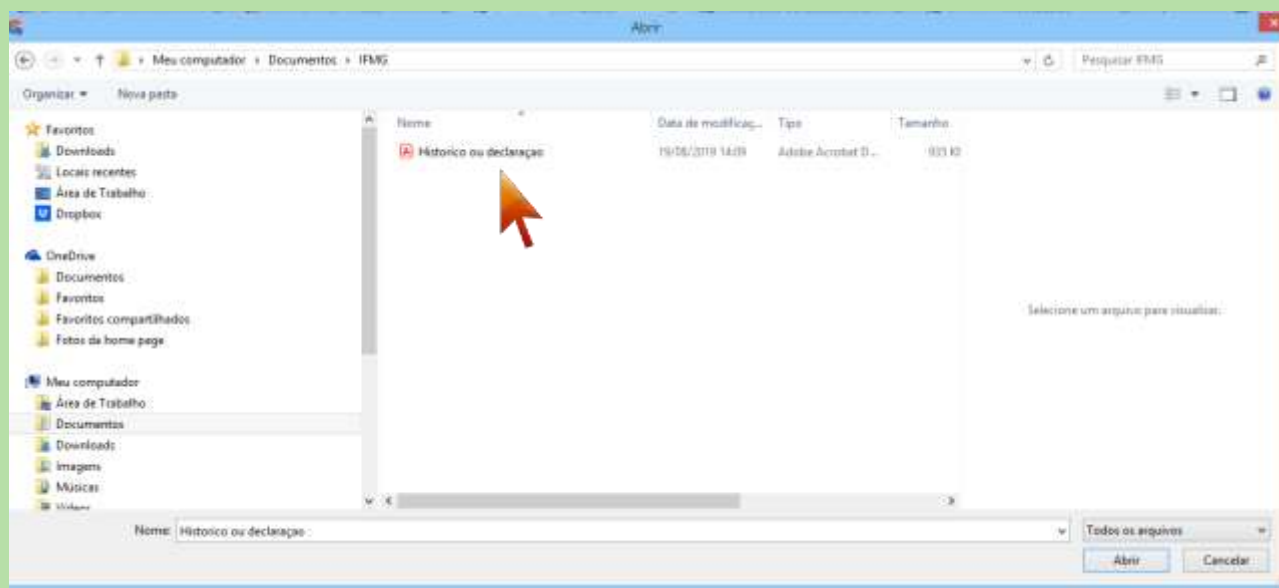 Abrir
Meu computador Documentos IFMG
Pesquisar IFMG
Organizar
Nova pasta
Favoritos
Downloads
Locais recentes
Área de Trabalho
Dropbox
OneDrive
Documentos
Favoritos
Favoritos compartilhados
Fotos da home page
Meu computador
Área de Trabalho
Documentos
Downloads
Imagens
Músicas
Vídeos
Nome Data de modificaç... Tipo Tamanho
Historico ou declaraçao 19/08/2019 14:09 Adobe Acrobat D...
Selecione um arquivo para visualizar.
Nome: Historico ou declaraçao
Todos os arquivos
Abrir
Cancelar